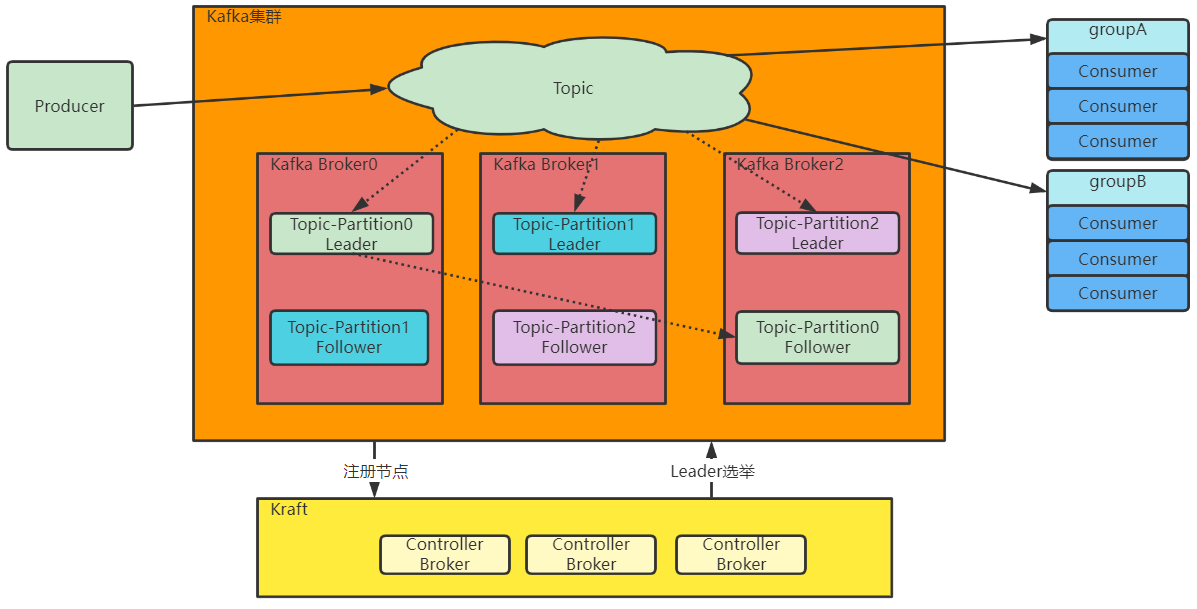 Kafka集群
Producer
Topic
groupA
Consumer
Consumer
Consumer
groupB
Consumer
Consumer
Consumer
Kafka Broker0
Topic-Partition0
Leader
Topic-Partition1
Follower
Kafka Broker1
Topic-Partition1
Leader
Topic-Partition2
Follower
Kafka Broker2
Topic-Partition2
Leader
Topic-Partition0
Follower
注册节点
Leader选举
Kraft
Controller
Broker
Controller
Broker
Controller
Broker